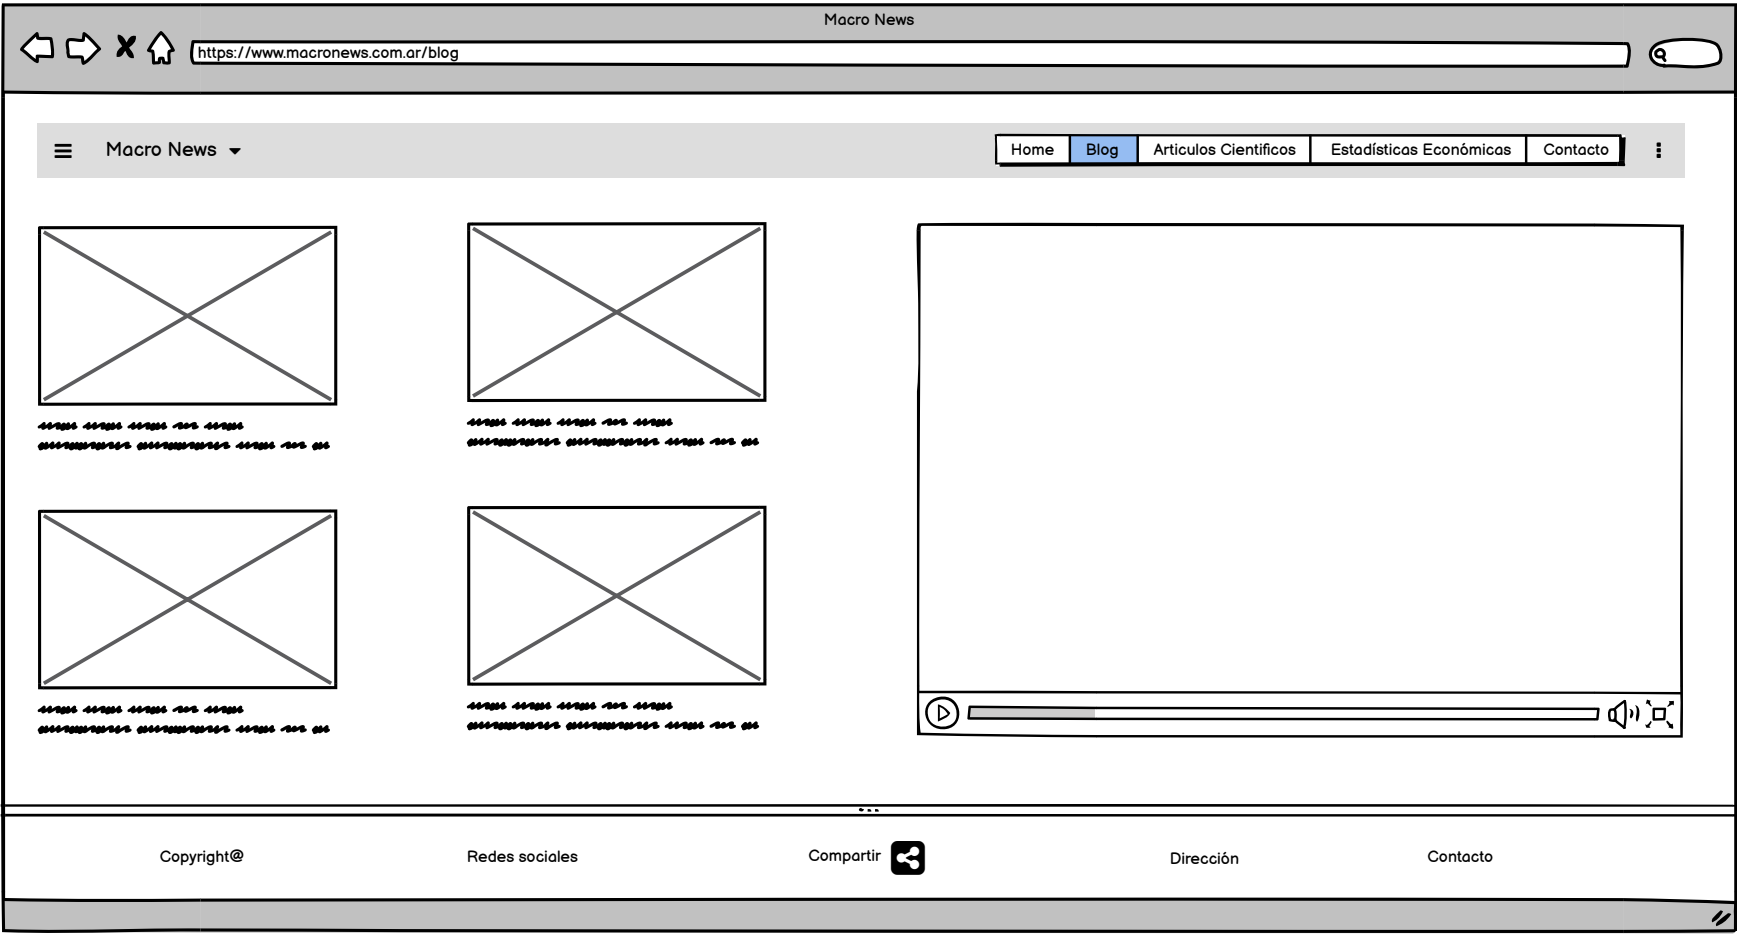 Macro News
https://www.macronews.com.ar/blog
Macro News
Home
Blog
Articulos Cientificos
Estadísticas Económicas
Contacto
Copyright@
Redes sociales
Compartir
Dirección
Contacto